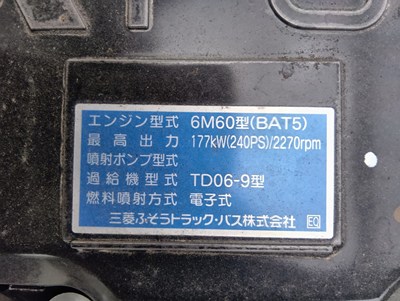 エンジン型式 6M60型(BAT5)
最高出力 177kW(240PS)/2270rpm
噴射ポンプ型式
過給機型式 TD06-9型
燃料噴射方式 電子式
三菱ふそうトラック・バス株式会社 EQ